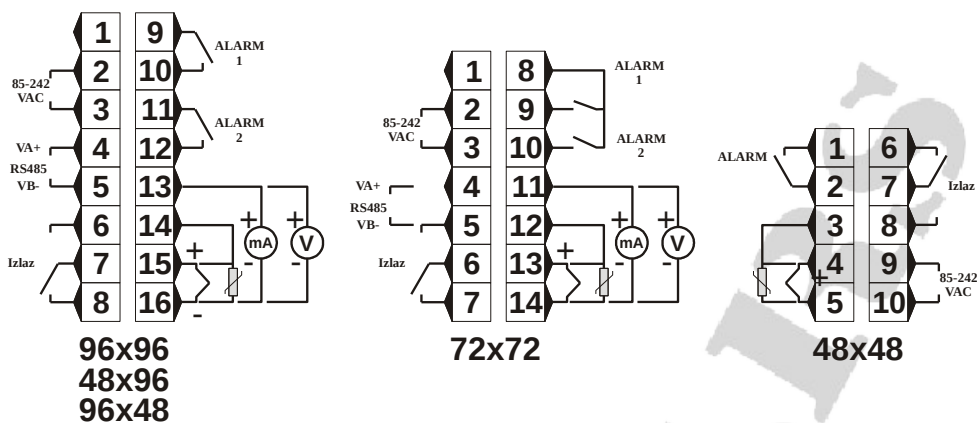 1 9
ALARM
1
2 10
85-242
VAC
3 11
ALARM
2
4 12
VA+
RS485
VB-
5 13
6 14
+ +
mA V
- -
Izlaz
7 15
+
8 16
-
96x96
48x96
96x48
1 8
ALARM
1
2 9
85-242
VAC
3 10
ALARM
2
4 11
VA+
RS485
VB-
5 12
+ +
mA V
- -
Izlaz
6 13
+
7 14
72x72
ALARM
1 6
2 7
Izlaz
3 8
4 9
+
85-242
VAC
5 10
48x48